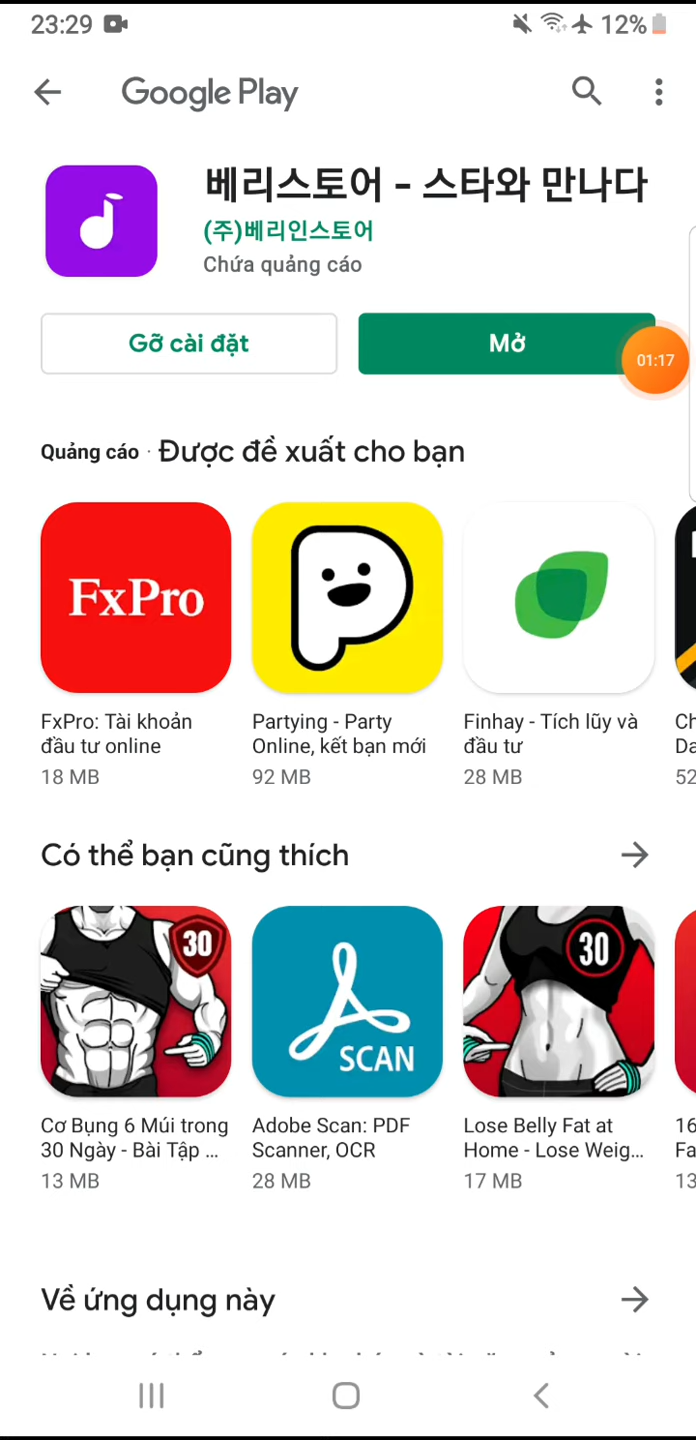 23:29
12%
Google Play
베리스토어 - 스타와 만나다
(주)베리인스토어
Chứa quảng cáo
Gỡ cài đặt
Mở
01:17
Quảng cáo · Được đề xuất cho bạn
FxPro
FxPro: Tài khoản
đầu tư online
18 MB
Partying - Party
Online, kết bạn mới
92 MB
Finhay - Tích lũy và
đầu tư
28 MB
Ch
Da
52
Có thể bạn cũng thích
30
SCAN
30
Cơ Bụng 6 Múi trong
30 Ngày - Bài Tập ...
13 MB
Adobe Scan: PDF
Scanner, OCR
28 MB
Lose Belly Fat at
Home - Lose Weig...
17 MB
16
Fa
13
Về ứng dụng này